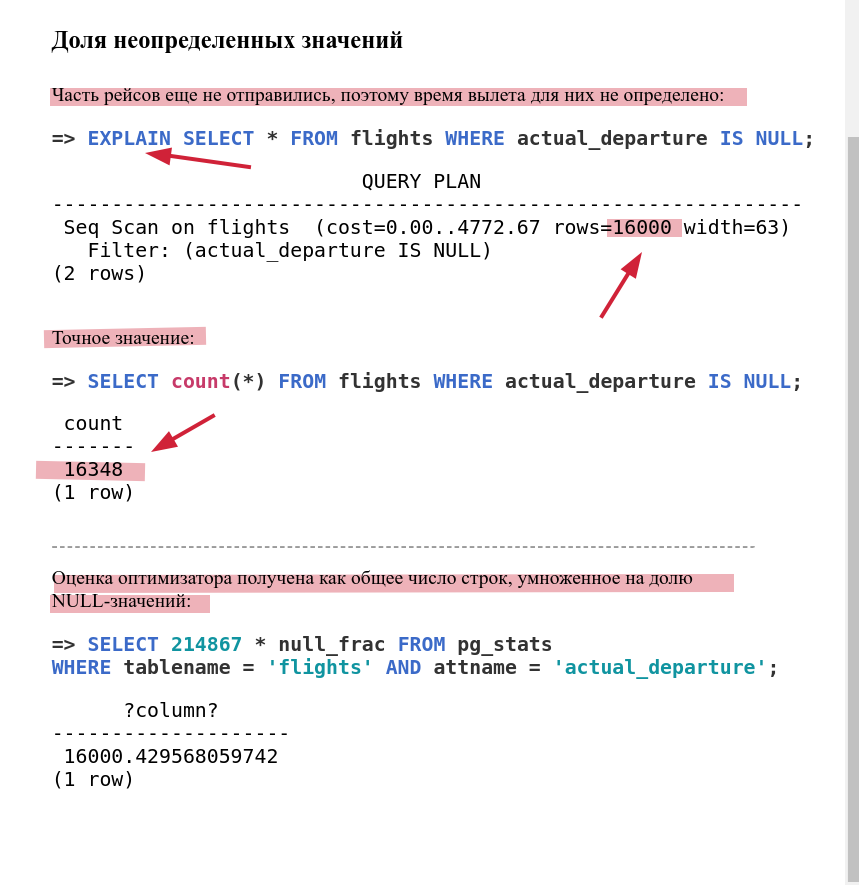 Доля неопределенных значений
Часть рейсов еще не отправились, поэтому время вылета для них не определено:
=> EXPLAIN SELECT * FROM flights WHERE actual_departure IS NULL;
QUERY PLAN
---------------------------------------------------------------
Seq Scan on flights  (cost=0.00..4772.67 rows=16000 width=63)
Filter: (actual_departure IS NULL)
(2 rows)
Точное значение:
=> SELECT count(*) FROM flights WHERE actual_departure IS NULL;
count
-------
16348
(1 row)
Оценка оптимизатора получена как общее число строк, умноженное на долю
NULL-значений:
=> SELECT 214867 * null_frac FROM pg_stats
WHERE tablename = 'flights' AND attname = 'actual_departure';
?column?
--------------------
16000.429568059742
(1 row)